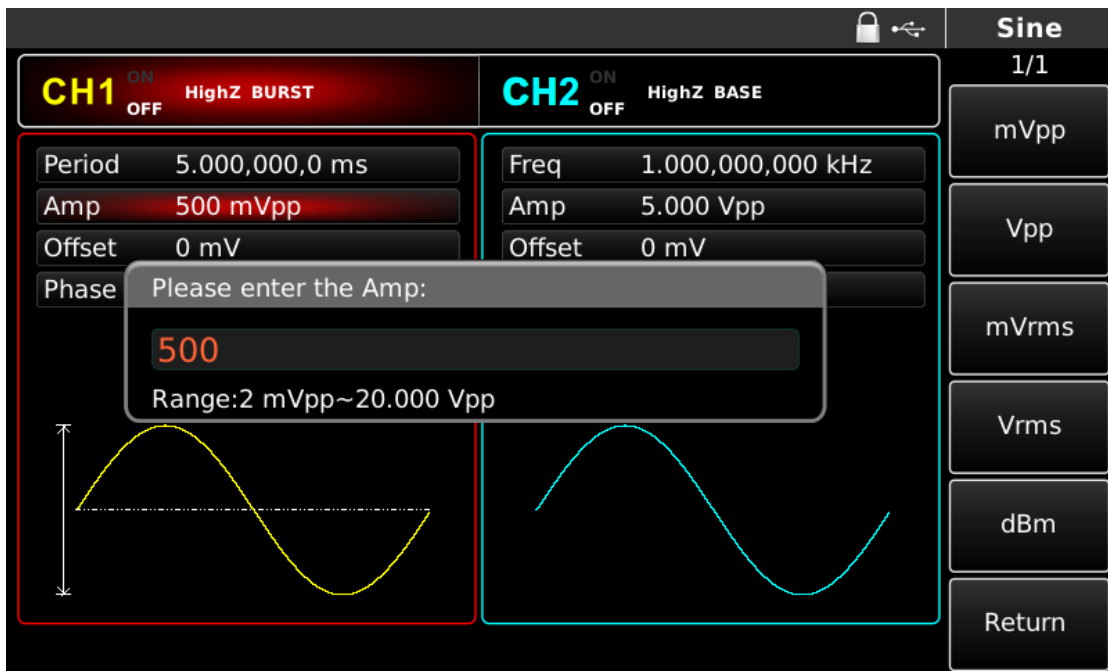 Sine
1/1
CH1 ON OFF HighZ BURST
CH2 ON OFF HighZ BASE
Period 5.000,000,0 ms
Amp 500 mVpp
Offset 0 mV
Phase
Freq 1.000,000,000 kHz
Amp 5.000 Vpp
Offset 0 mV
Please enter the Amp:
500
Range:2 mVpp~20.000 Vpp
mVpp
Vpp
mVrms
Vrms
dBm
Return